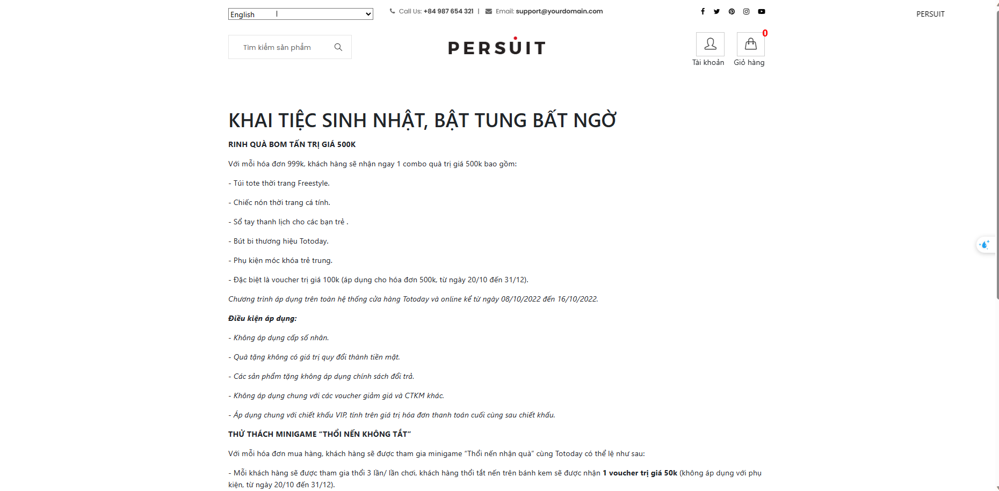 English
Call Us: +84 987 654 321 | Email: support@yourdomain.com
PERSUIT
Tìm kiếm sản phẩm
PERSUIT
0
Tài khoản
Giỏ hàng
KHAI TIỆC SINH NHẬT, BẬT TUNG BẤT NGỜ
RINH QUÀ BOM TẤN TRỊ GIÁ 500K
Với mỗi hóa đơn 999k, khách hàng sẽ nhận ngay 1 combo quà trị giá 500k bao gồm:
- Túi tote thời trang Freestyle.
- Chiếc nón thời trang cá tính.
- Sổ tay thanh lịch cho các bạn trẻ .
- Bút bi thương hiệu Totoday.
- Phụ kiện móc khóa trẻ trung.
- Đặc biệt là voucher trị giá 100k (áp dụng cho hóa đơn 500k, từ ngày 20/10 đến 31/12).
Chương trình áp dụng trên toàn hệ thống cửa hàng Totoday và online kể từ ngày 08/10/2022 đến 16/10/2022.
Điều kiện áp dụng:
- Không áp dụng cấp số nhân.
- Quà tặng không có giá trị quy đổi thành tiền mặt.
- Các sản phẩm tặng không áp dụng chính sách đổi trả.
- Không áp dụng chung với các voucher giảm giá và CTKM khác.
- Áp dụng chung với chiết khấu VIP, tính trên giá trị hóa đơn thanh toán cuối cùng sau chiết khấu.
THỬ THÁCH MINIGAME “THỔI NẾN KHÔNG TẮT”
Với mỗi hóa đơn mua hàng, khách hàng sẽ được tham gia minigame “Thổi nến nhận quà” cùng Totoday có thể lệ như sau:
- Mỗi khách hàng sẽ được tham gia thổi 3 lần/ lần chơi, khách hàng thổi tắt nến trên bánh kem sẽ được nhận 1 voucher trị giá 50k (không áp dụng với phụ
kiện, từ ngày 20/10 đến 31/12).